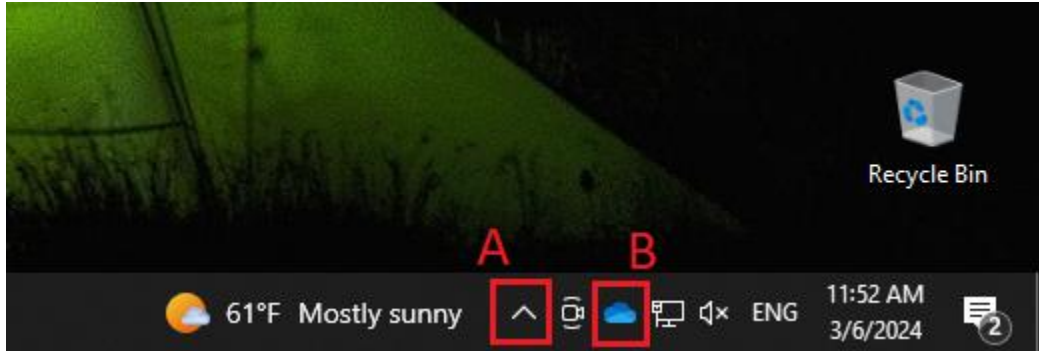 Recycle Bin
A
B
61°F Mostly sunny
ENG
11:52 AM
3/6/2024
2